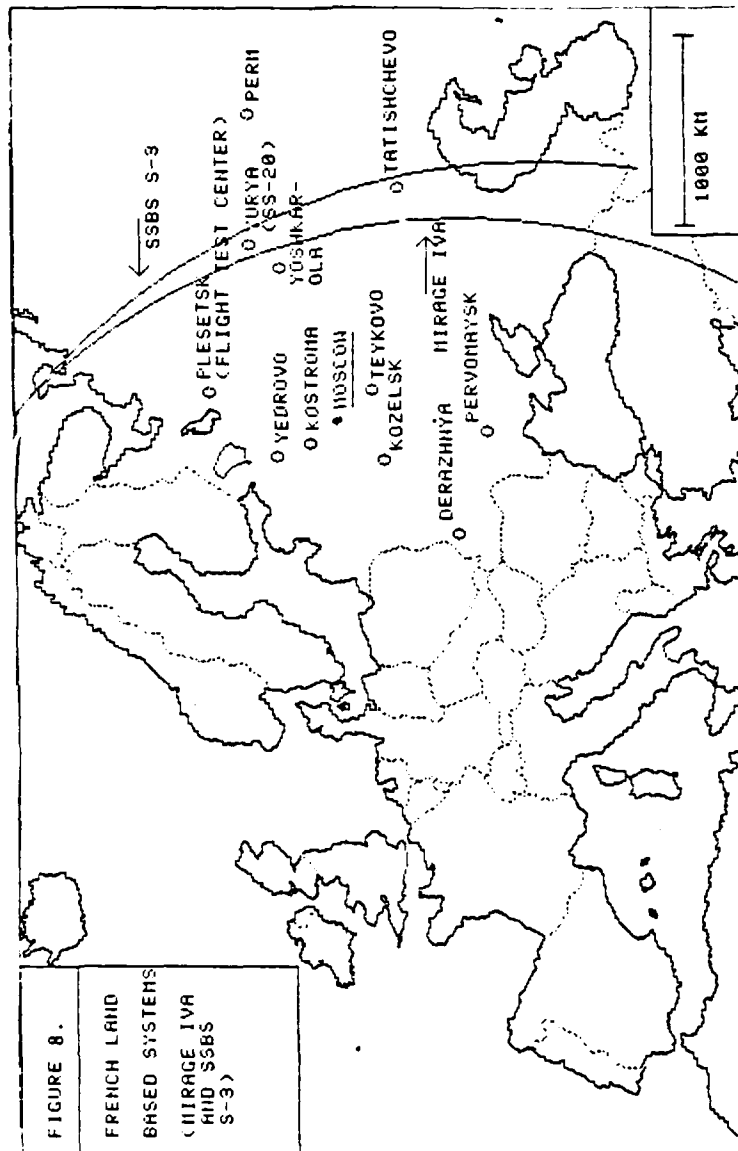 FIGURE 8.
FRENCH LAND
BASED SYSTEMS
(MIRAGE IVA
AND SSBS
S-3)
SSBS S-3
PLESETSK
(FLIGHT TEST CENTER)
YURYA
(SS-20)
PERM
YOSHKAR-
OLA
YEDROVO
KOSTROMA
MOSCOW
TEYKOVO
KOZELSK
TATISHCHEVO
MIRAGE IVA
DERAZHNYA
PERVOMAYSK
1000 KM